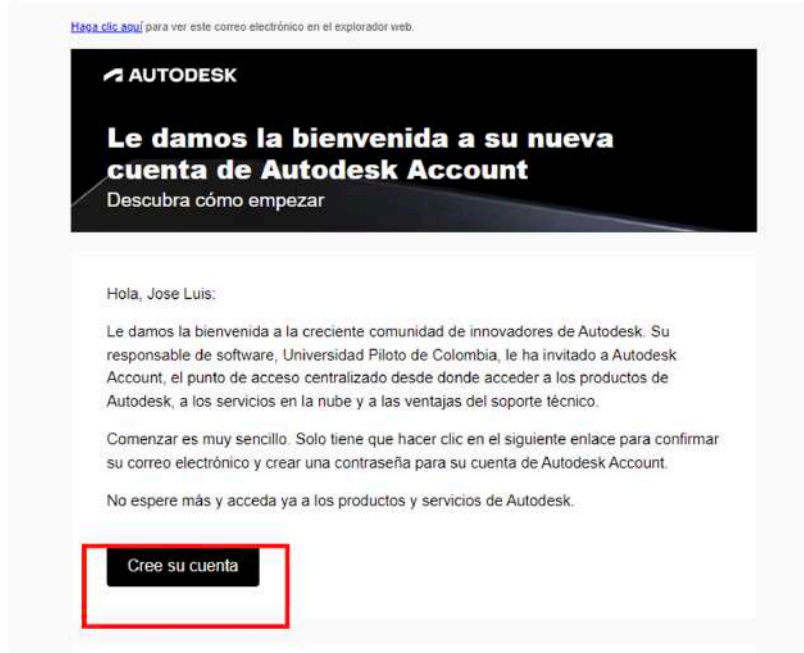 Haga clic aquí para ver este correo electrónico en el explorador web.
AUTODESK
Le damos la bienvenida a su nueva
cuenta de Autodesk Account
Descubra cómo empezar
Hola, Jose Luis:
Le damos la bienvenida a la creciente comunidad de innovadores de Autodesk. Su
responsable de software, Universidad Piloto de Colombia, le ha invitado a Autodesk
Account, el punto de acceso centralizado desde donde acceder a los productos de
Autodesk, a los servicios en la nube y a las ventajas del soporte técnico.
Comenzar es muy sencillo. Solo tiene que hacer clic en el siguiente enlace para confirmar
su correo electrónico y crear una contraseña para su cuenta de Autodesk Account.
No espere más y acceda ya a los productos y servicios de Autodesk.
Cree su cuenta